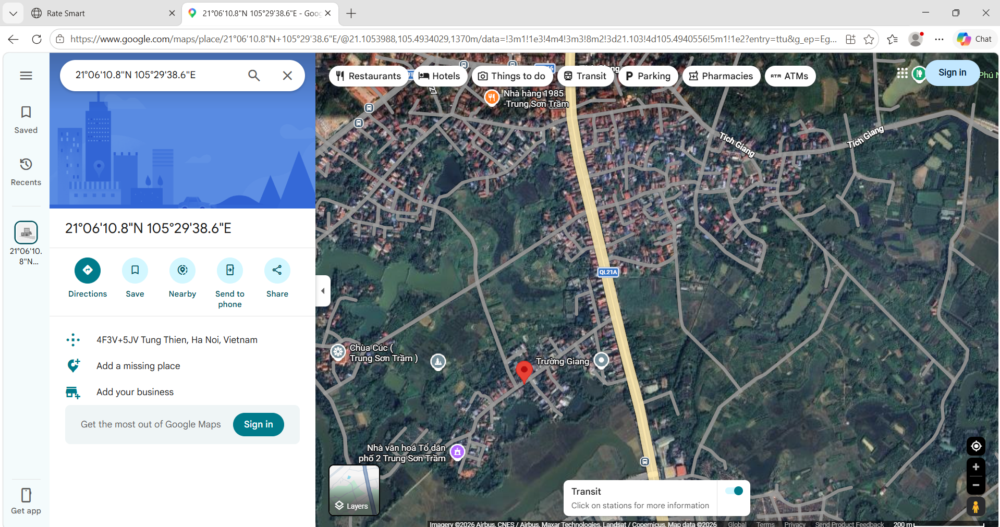 Rate Smart
21°06'10.8"N 105°29'38.6"E - Goo
https://www.google.com/maps/place/21°06'10.8"N+105°29'38.6"E/@21.1053988,105.4934029,1370m/data=!3m1!1e3!4m4!3m3!8m2!3d21.103!4d105.4940556!5m1!1e2?entry=ttu&g_ep=Eg...
Chat
21°06'10.8"N 105°29'38.6"E
Restaurants
Hotels
Things to do
Transit
Parking
Pharmacies
ATM ATMs
Sign in
Saved
Recents
21°06'10.
8"N...
Get app
21°06'10.8"N 105°29'38.6"E
Directions
Save
Nearby
Send to
phone
Share
4F3V+5JV Tung Thien, Ha Noi, Vietnam
Add a missing place
Add your business
Get the most out of Google Maps
Sign in
Nhà hàng 1985
-Trung Sơn Trầm
Tích Giang
Tích Giang
QL21A
Chùa Cúc (
Trung Sơn Trầm )
Trường Giang
Nhà văn hoá Tổ dân
phố 2 Trung Sơn Trầm
Layers
Transit
Click on stations for more information
Imagery ©2026 Airbus, CNES / Airbus, Maxar Technologies, Landsat / Copernicus, Map data ©2026
Global
Terms
Privacy
Send Product Feedback
200 m